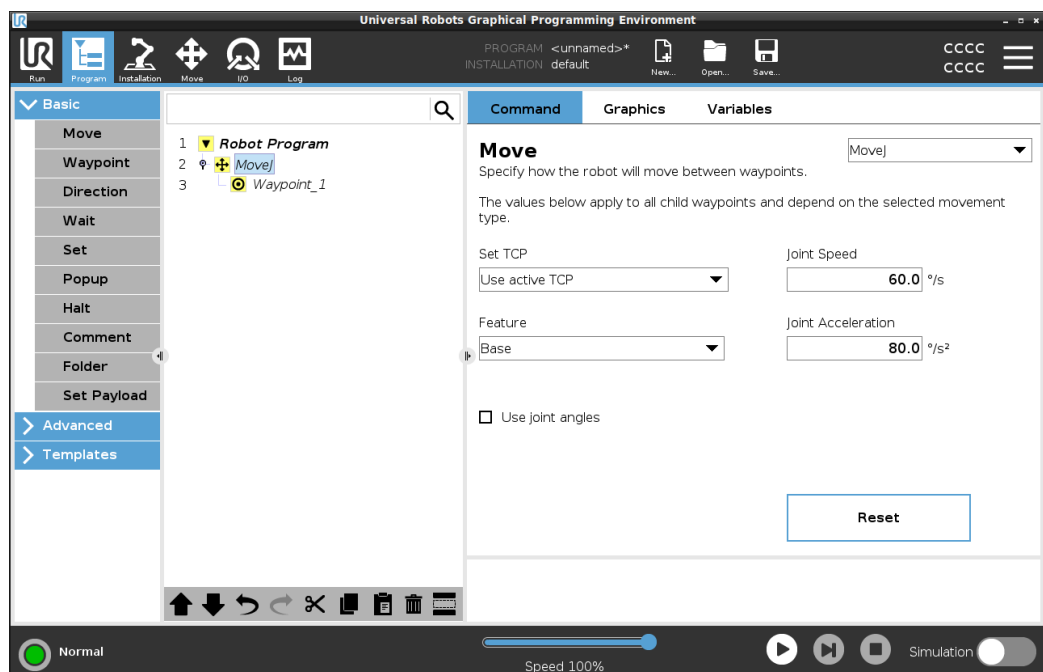 Universal Robots Graphical Programming Environment
UR
Run
Program
Installation
Move
I/O
Log
PROGRAM <unnamed>*
INSTALLATION default
New...
Open...
Save...
CCCC
CCCC
Basic
Move
Waypoint
Direction
Wait
Set
Popup
Halt
Comment
Folder
Set Payload
Advanced
Templates
1 Robot Program
2 MoveJ
3 Waypoint_1
Command Graphics Variables
Move
MoveJ
Specify how the robot will move between waypoints.
The values below apply to all child waypoints and depend on the selected movement
type.
Set TCP
Joint Speed
Use active TCP
60.0 °/s
Feature
Joint Acceleration
Base
80.0 °/s²
Use joint angles
Reset
Normal
Speed 100%
Simulation